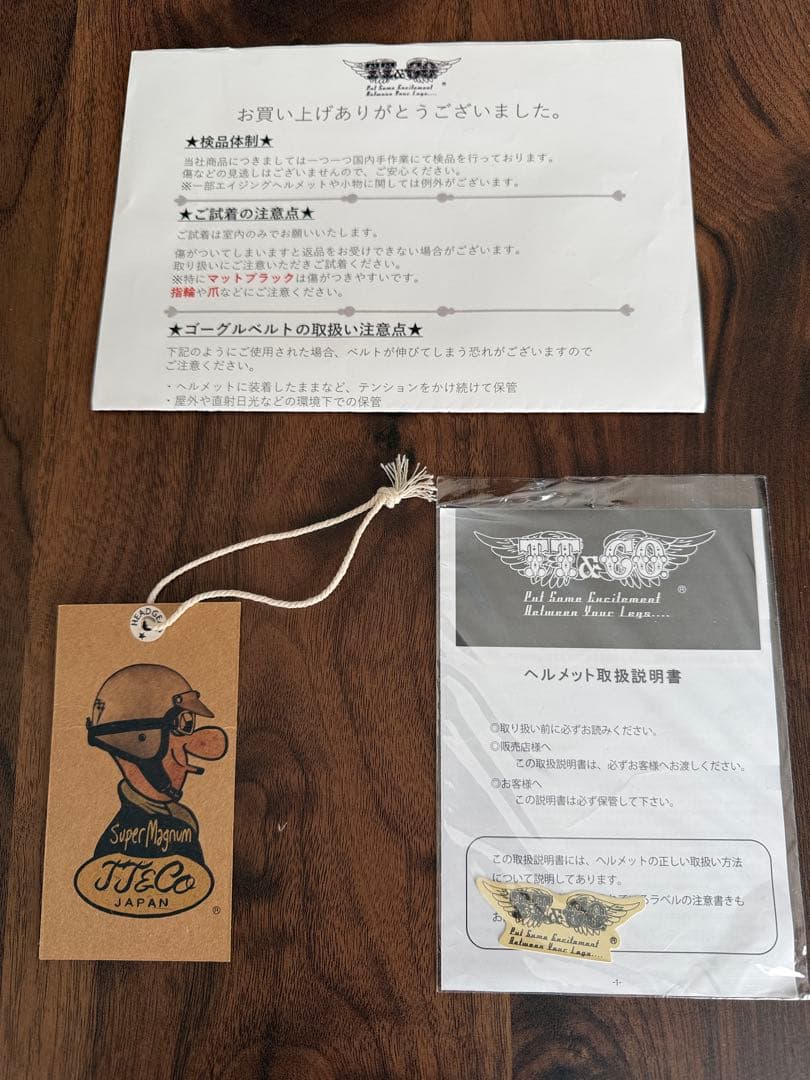 TT&CO
®
Put Some Excitement
Between Your Legs....
お買い上げありがとうございました。
★検品体制★
当社商品につきましては一つ一つ国内手作業にて検品を行っております。
傷などの見逃しはございませんので、ご安心ください。
※一部エイジングヘルメットや小物に関しては例外がございます。
★ご試着の注意点★
ご試着は室内のみでお願いいたします。
傷がついてしまいますと返品をお受けできない場合がございます。
取り扱いにご注意いただきご試着ください。
※特にマットブラックは傷がつきやすいです。
指輪や爪などにご注意ください。
★ゴーグルベルトの取扱い注意点★
下記のようにご使用された場合、ベルトが伸びてしまう恐れがございますので
ご注意ください。
・ヘルメットに装着したままなど、テンションをかけ続けて保管
・屋外や直射日光などの環境下での保管
HEADGE
Super Magnum
TT&Co
JAPAN
®
TT&CO.
®
Put Some Excitement
Between Your Legs....
ヘルメット取扱説明書
◎取り扱い前に必ずお読みください。
◎販売店様へ
この取扱説明書は、必ずお客様へお渡しください。
◎お客様へ
この説明書は必ず保管して下さい。
この取扱説明書には、ヘルメットの正しい取扱い方法
について説明してあります。
るラベルの注意書きも
お
TT&CO
®
Put Some Excitement
Between Your Legs....
-1-